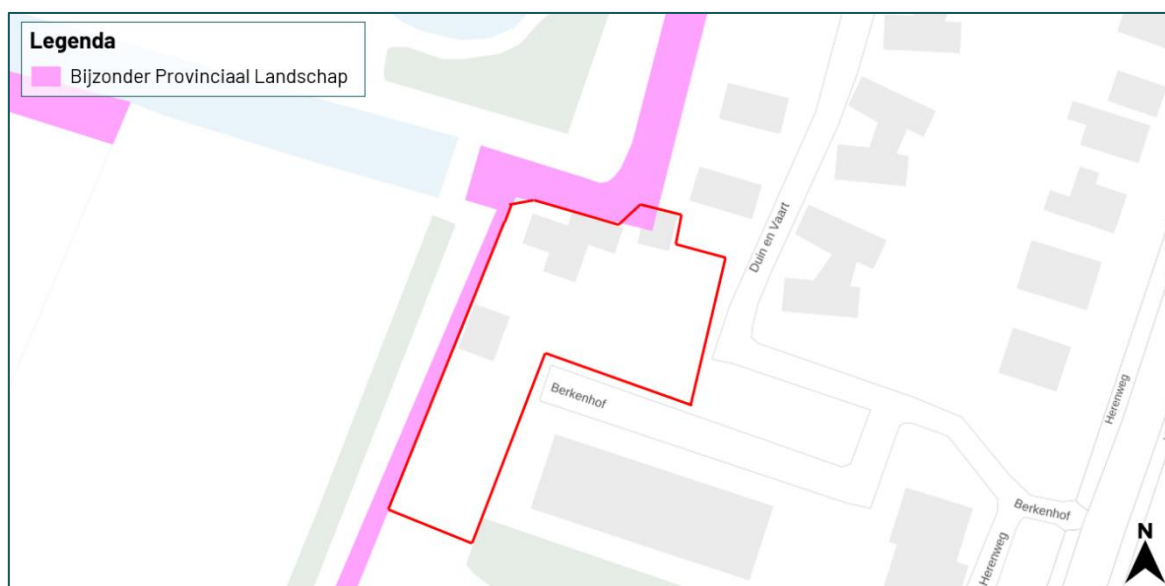 Legenda
Bijzonder Provinciaal Landschap
Duin en Vaart
Berkenhof
Herenweg
Berkenhof
Herenweg
N